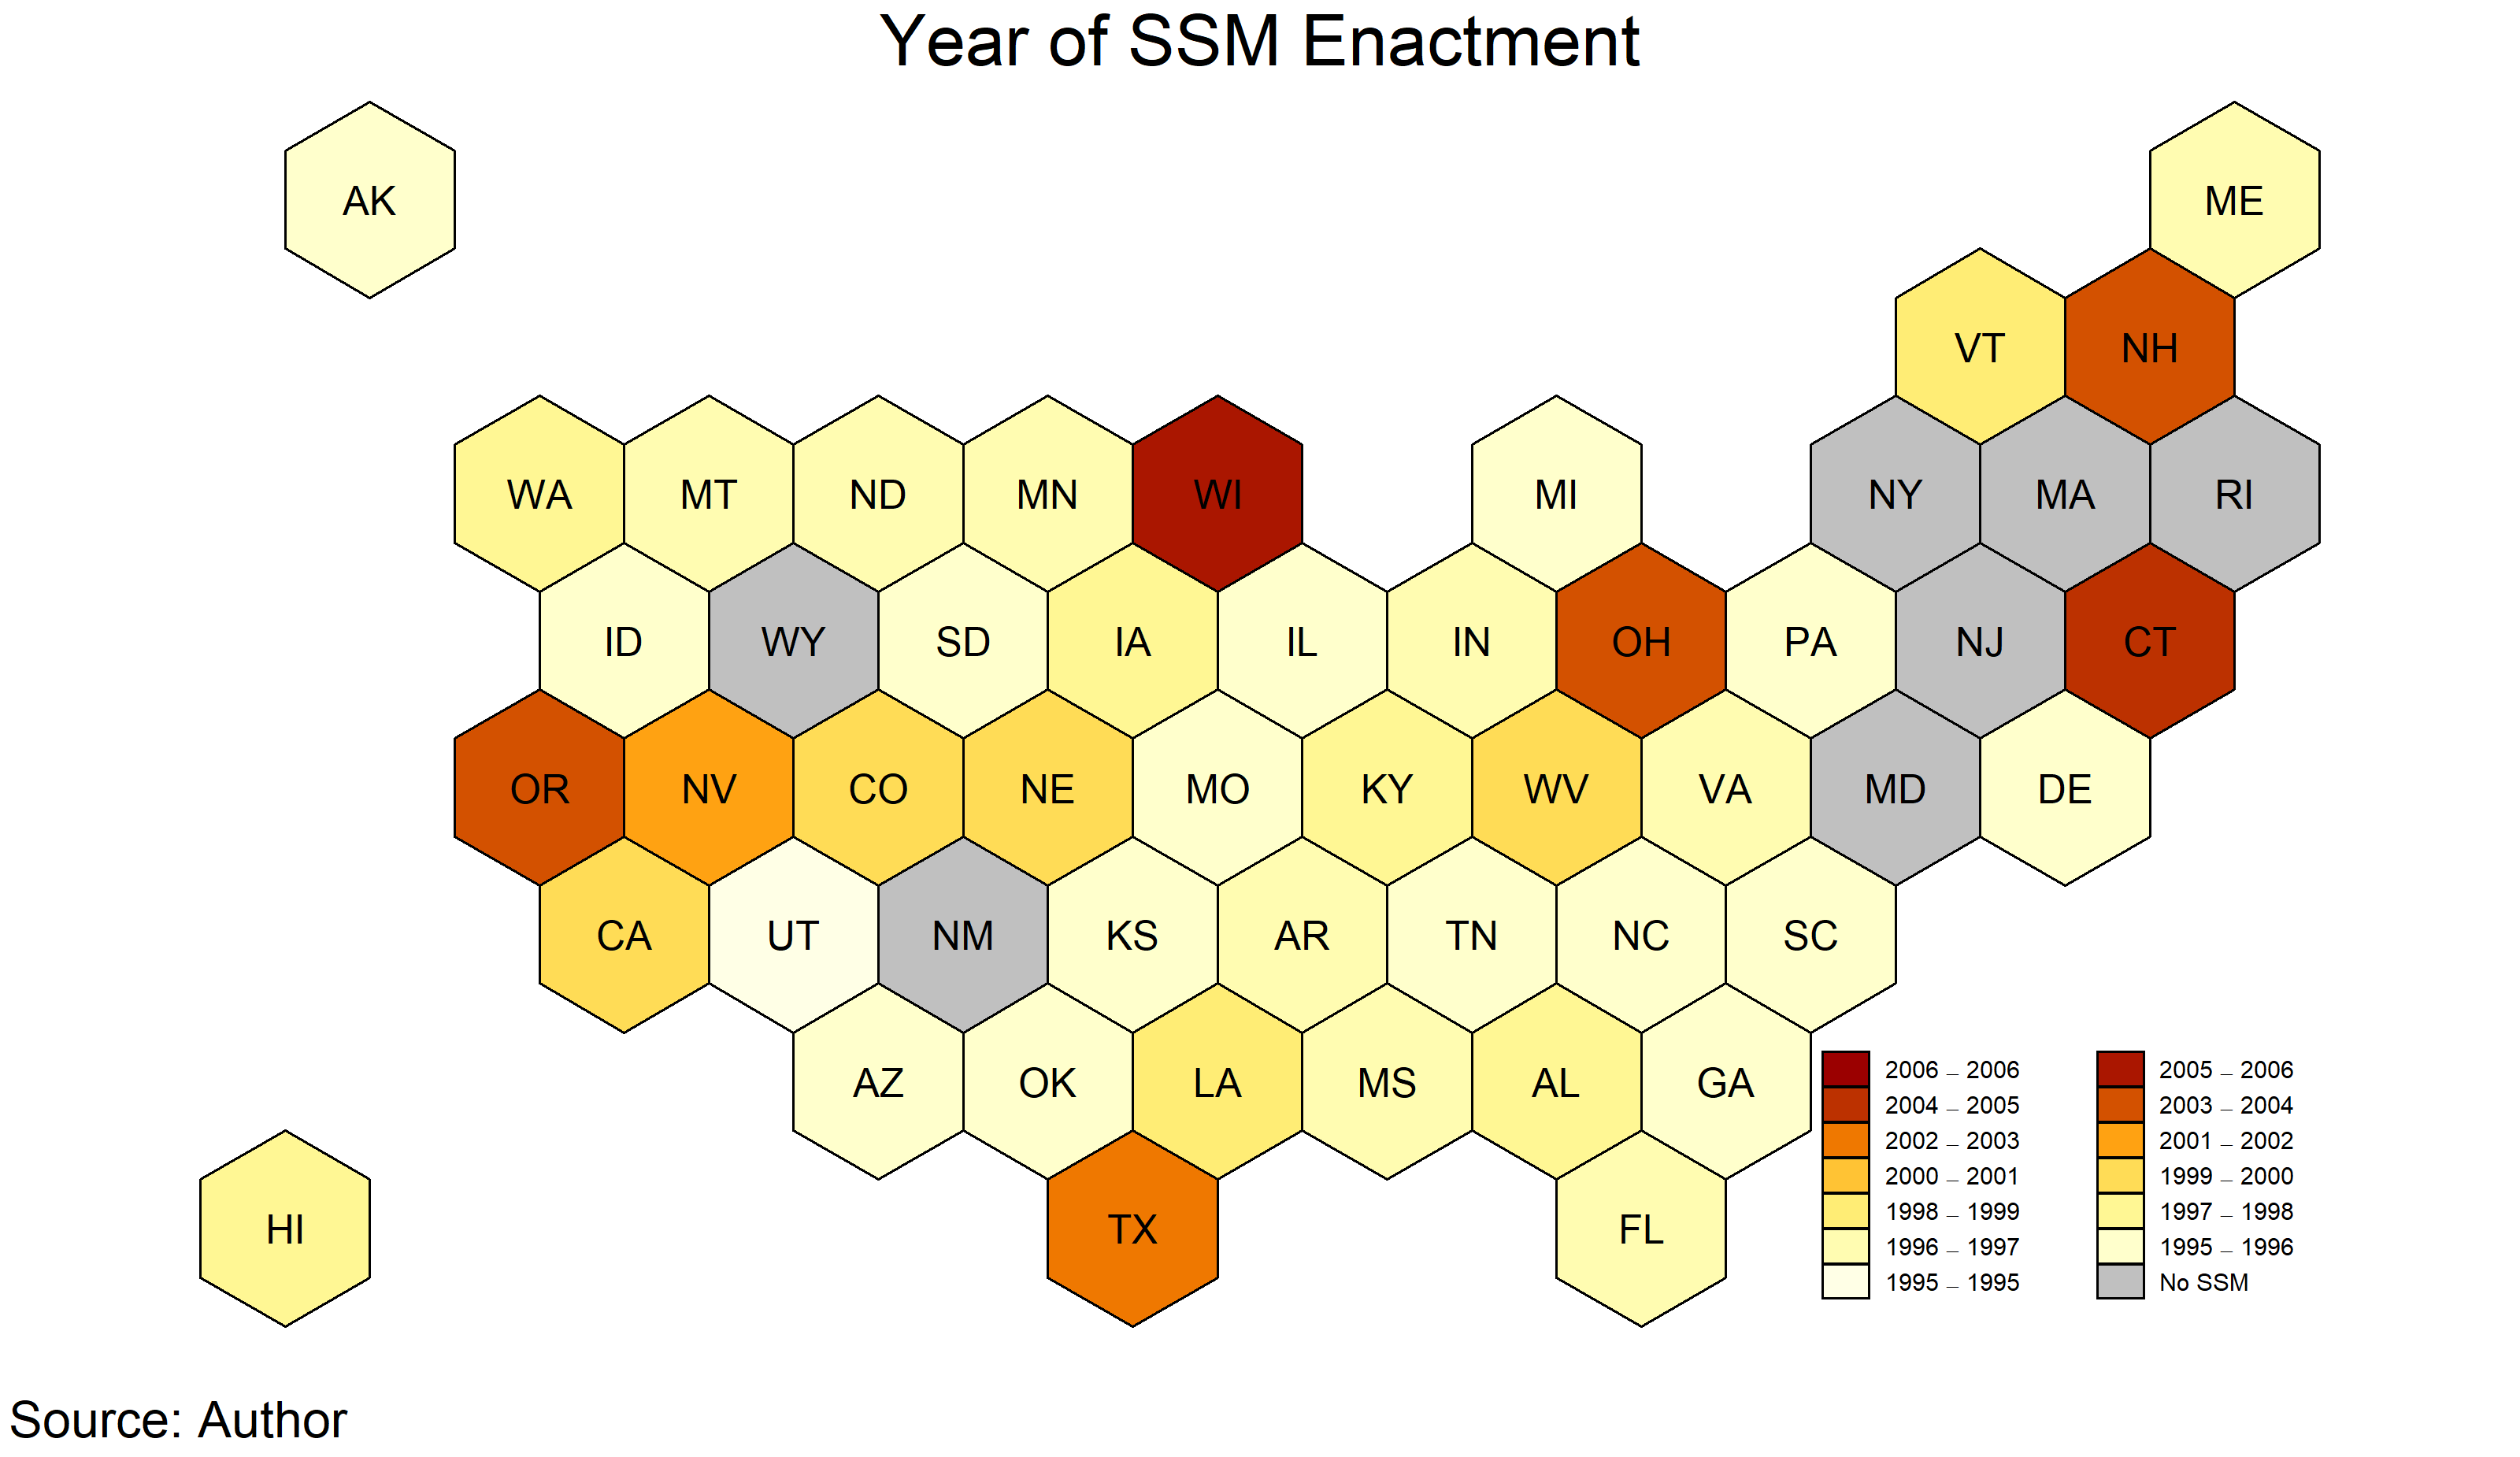 Year of SSM Enactment
AK
ME
VT NH
WA MT ND MN WI MI NY MA RI
ID WY SD IA IL IN OH PA NJ CT
OR NV CO NE MO KY WV VA MD DE
CA UT NM KS AR TN NC SC
AZ OK LA MS AL GA
HI TX FL
2006 – 2006 2005 – 2006
2004 – 2005 2003 – 2004
2002 – 2003 2001 – 2002
2000 – 2001 1999 – 2000
1998 – 1999 1997 – 1998
1996 – 1997 1995 – 1996
1995 – 1995 No SSM
Source: Author